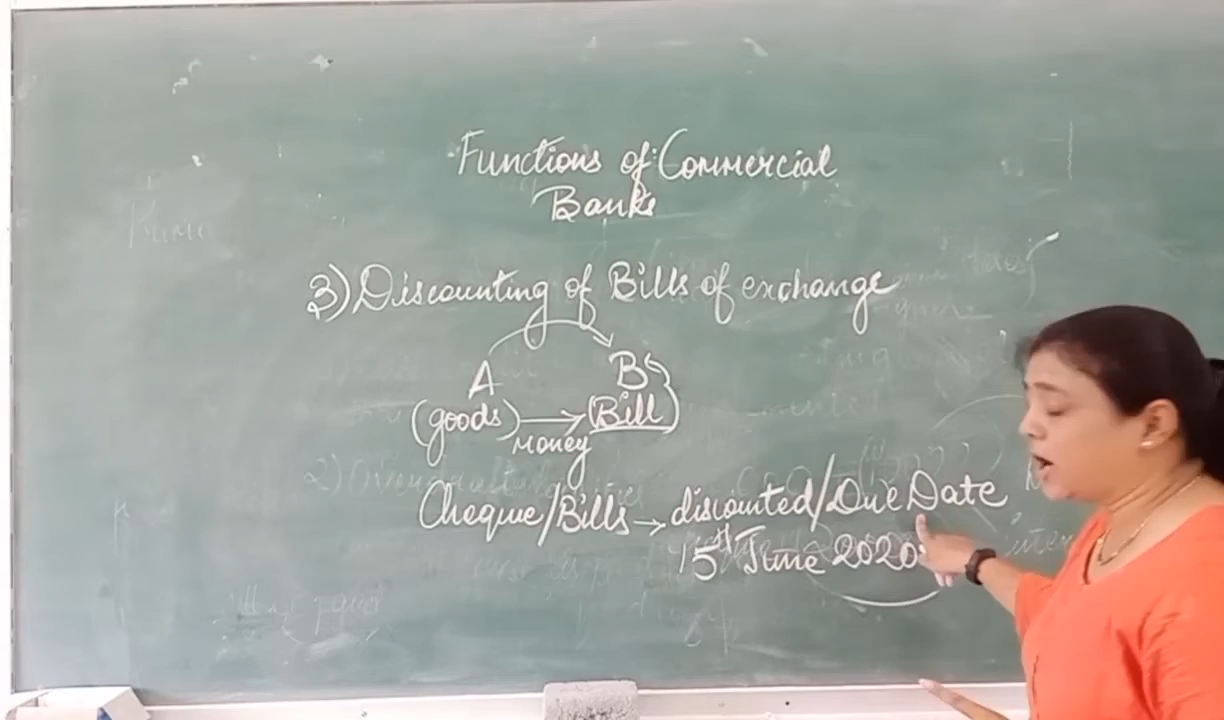 Functions of Commercial
Banks
3) Discounting of Bills of exchange
A B
(goods) → (Bill)
Money
Cheque/Bills → discounted/Due Date
15th June 2020